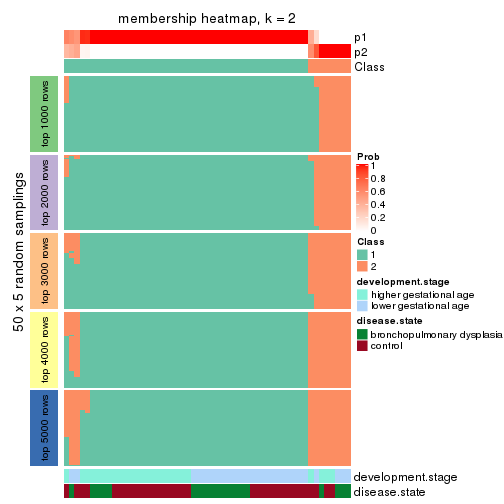 membership heatmap, k = 2
p1
p2
Class
50 x 5 random samplings
top 1000 rows
top 2000 rows
top 3000 rows
top 4000 rows
top 5000 rows
Prob
1
0.8
0.6
0.4
0.2
0
Class
1
2
development.stage
higher gestational age
lower gestational age
disease.state
bronchopulmonary dysplasia
control
development.stage
disease.state